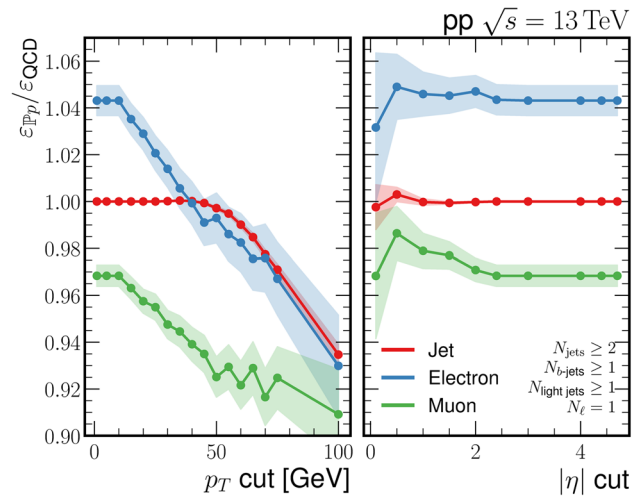 pp √s = 13 TeV
ε_ℙp/ε_QCD
1.06
1.04
1.02
1.00
0.98
0.96
0.94
0.92
0.90
Jet
Electron
Muon
N_jets ≥ 2
N_b-jets ≥ 1
N_light jets ≥ 1
N_ℓ = 1
0 50 100
0 2 4
p_T cut [GeV]
|η| cut